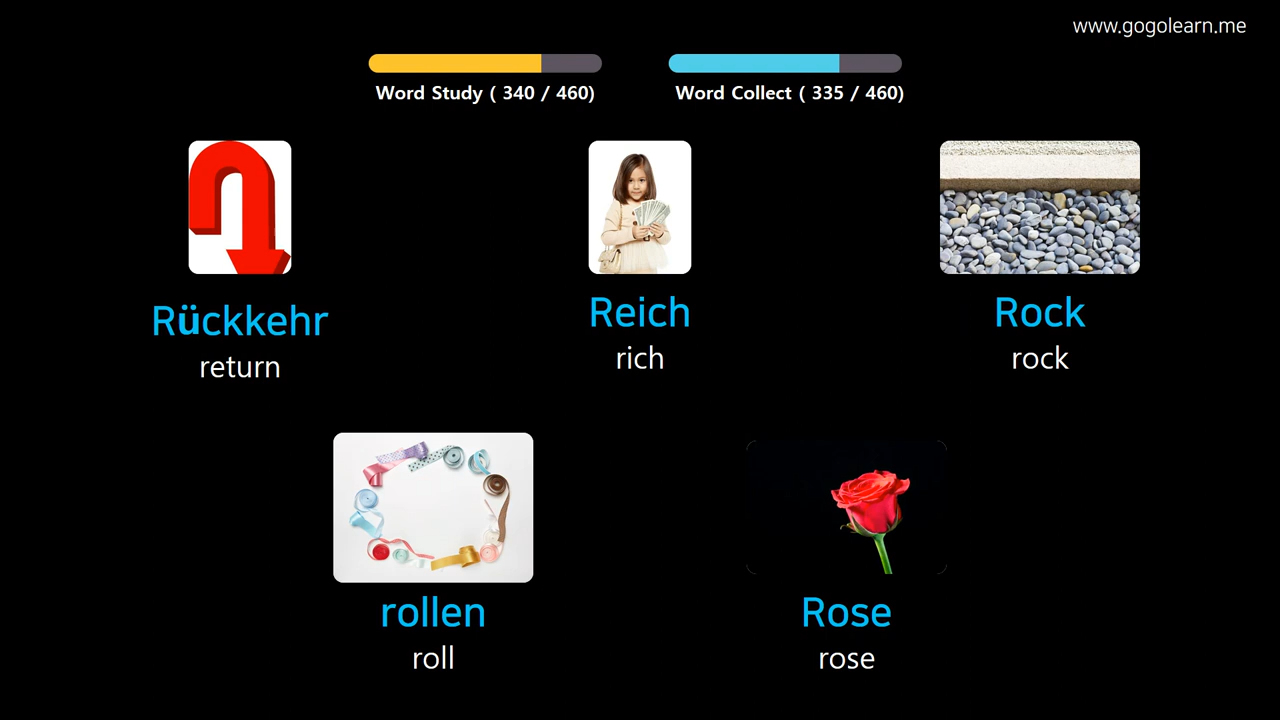 www.gogolearn.me
Word Study ( 340 / 460)
Word Collect ( 335 / 460)
Rückkehr
return
Reich
rich
Rock
rock
rollen
roll
Rose
rose